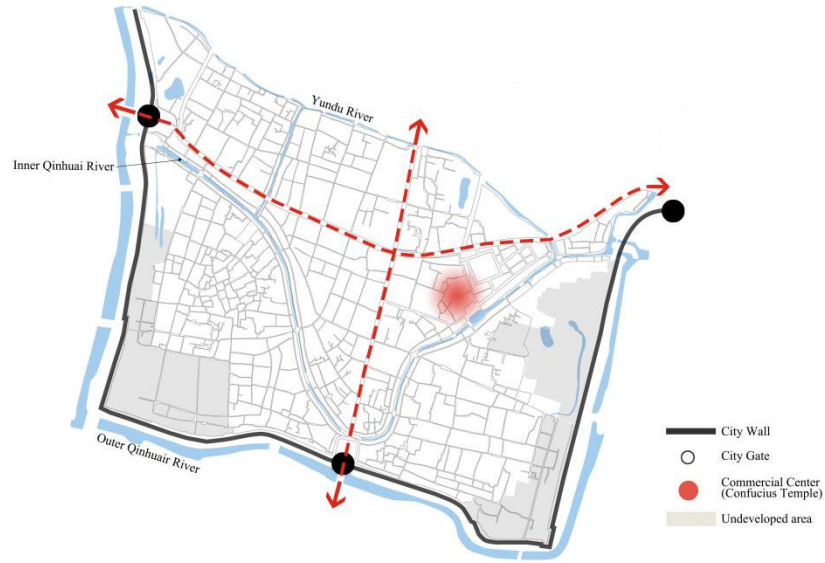 Yundu River
Inner Qinhuai River
Outer Qinhuair River
City Wall
City Gate
Commercial Center
(Confucius Temple)
Undeveloped area